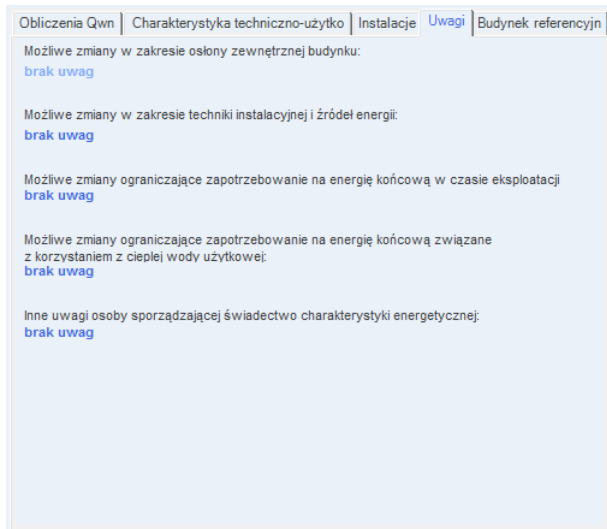 Obliczenia Qwn Charakterystyka techniczno-użytko Instalacje Uwagi Budynek referencyjn
Możliwe zmiany w zakresie osłony zewnętrznej budynku:
brak uwag
Możliwe zmiany w zakresie techniki instalacyjnej i źródeł energii:
brak uwag
Możliwe zmiany ograniczające zapotrzebowanie na energię końcową w czasie eksploatacji
brak uwag
Możliwe zmiany ograniczające zapotrzebowanie na energię końcową związane
z korzystaniem z ciepłej wody użytkowej:
brak uwag
Inne uwagi osoby sporządzającej świadectwo charakterystyki energetycznej:
brak uwag